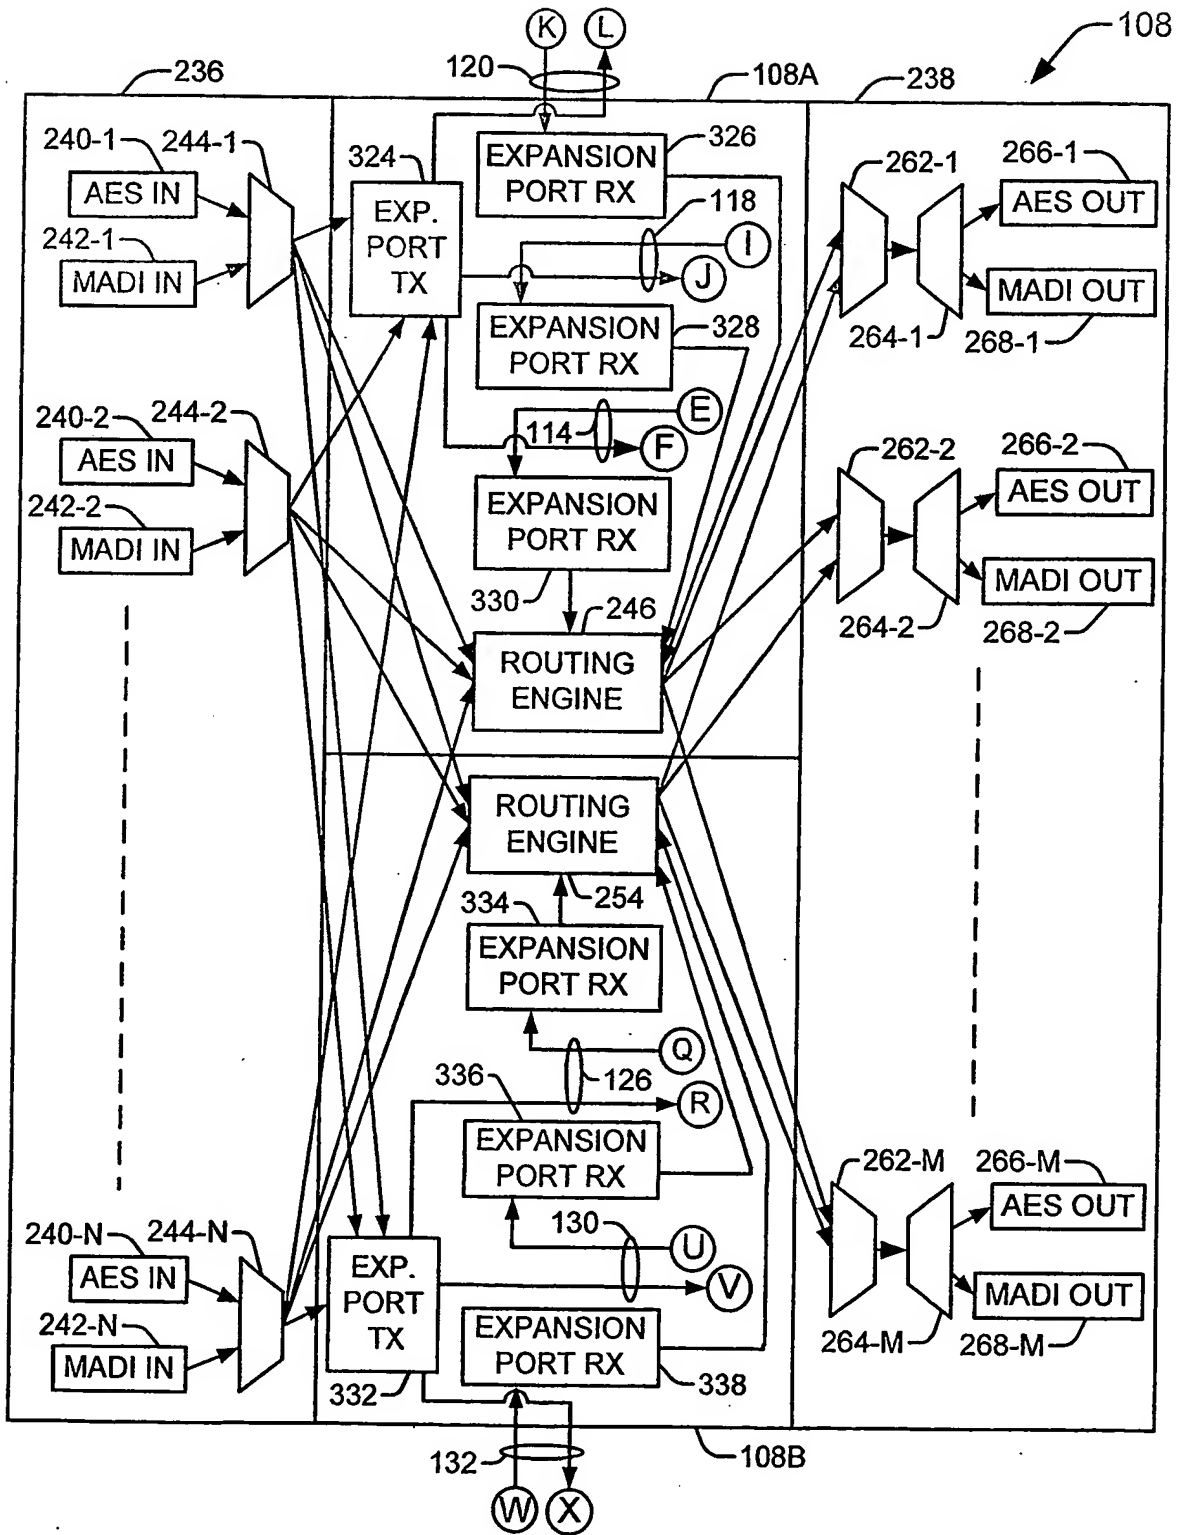 K L
108
236
120
108A
238
240-1
244-1
324
326
262-1
266-1
AES IN
EXPANSION
PORT RX
AES OUT
EXP.
PORT
TX
118
242-1
MADI IN
I
J
MADI OUT
264-1
268-1
EXPANSION
PORT RX
328
240-2
244-2
E
114
F
262-2
266-2
AES IN
AES OUT
242-2
MADI IN
EXPANSION
PORT RX
MADI OUT
330
246
264-2
268-2
ROUTING
ENGINE
ROUTING
ENGINE
254
334
EXPANSION
PORT RX
Q
126
336
R
EXPANSION
PORT RX
262-M
266-M
AES OUT
240-N
244-N
130
U
AES IN
EXP.
PORT
TX
V
MADI OUT
242-N
MADI IN
EXPANSION
PORT RX
264-M
268-M
332
338
132
108B
W X